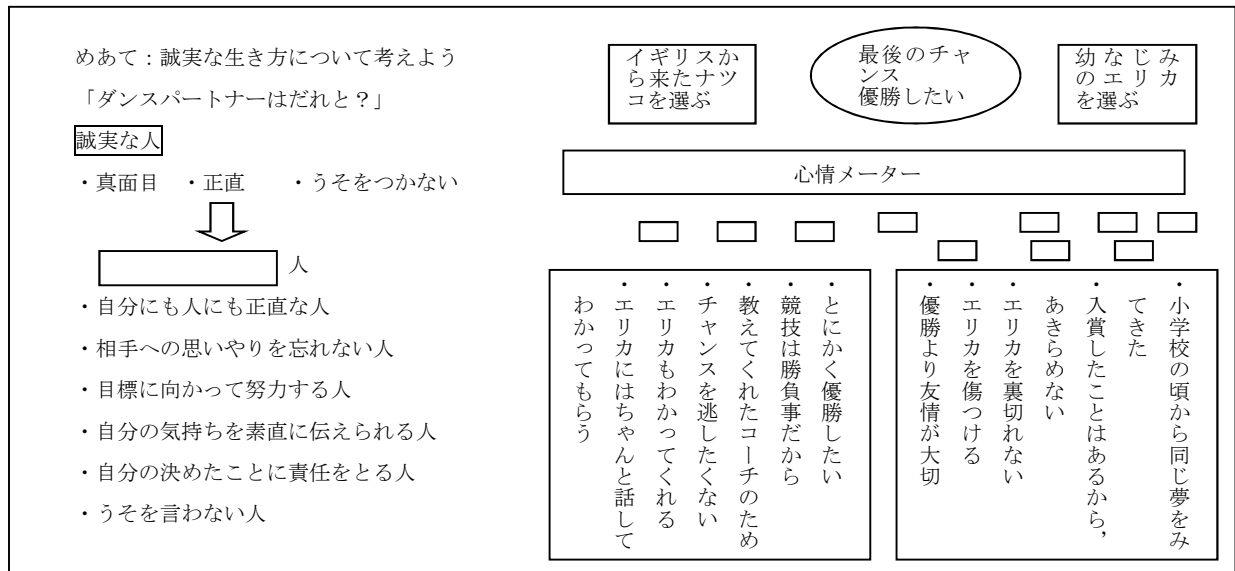 めあて：誠実な生き方について考えよう
「ダンスパートナーはだれと？」
誠実な人
・真面目　・正直　　・うそをつかない
人
・自分にも人にも正直な人
・相手への思いやりを忘れない人
・目標に向かって努力する人
・自分の気持ちを素直に伝えられる人
・自分の決めたことに責任をとる人
・うそを言わない人
イギリスか
ら来たナツ
コを選ぶ
最後のチャ
ンス
優勝したい
幼なじみ
のエリカ
を選ぶ
心情メーター
・とにかく優勝したい
・競技は勝負事だから
・教えてくれたコーチのため
・チャンスを逃したくない
・エリカもわかってくれる
・エリカにはちゃんと話して
わかってもらう
・小学校の頃から同じ夢をみ
てきた
・入賞したことはあるから，
あきらめない
・エリカを裏切れない
・エリカを傷つける
・優勝より友情が大切